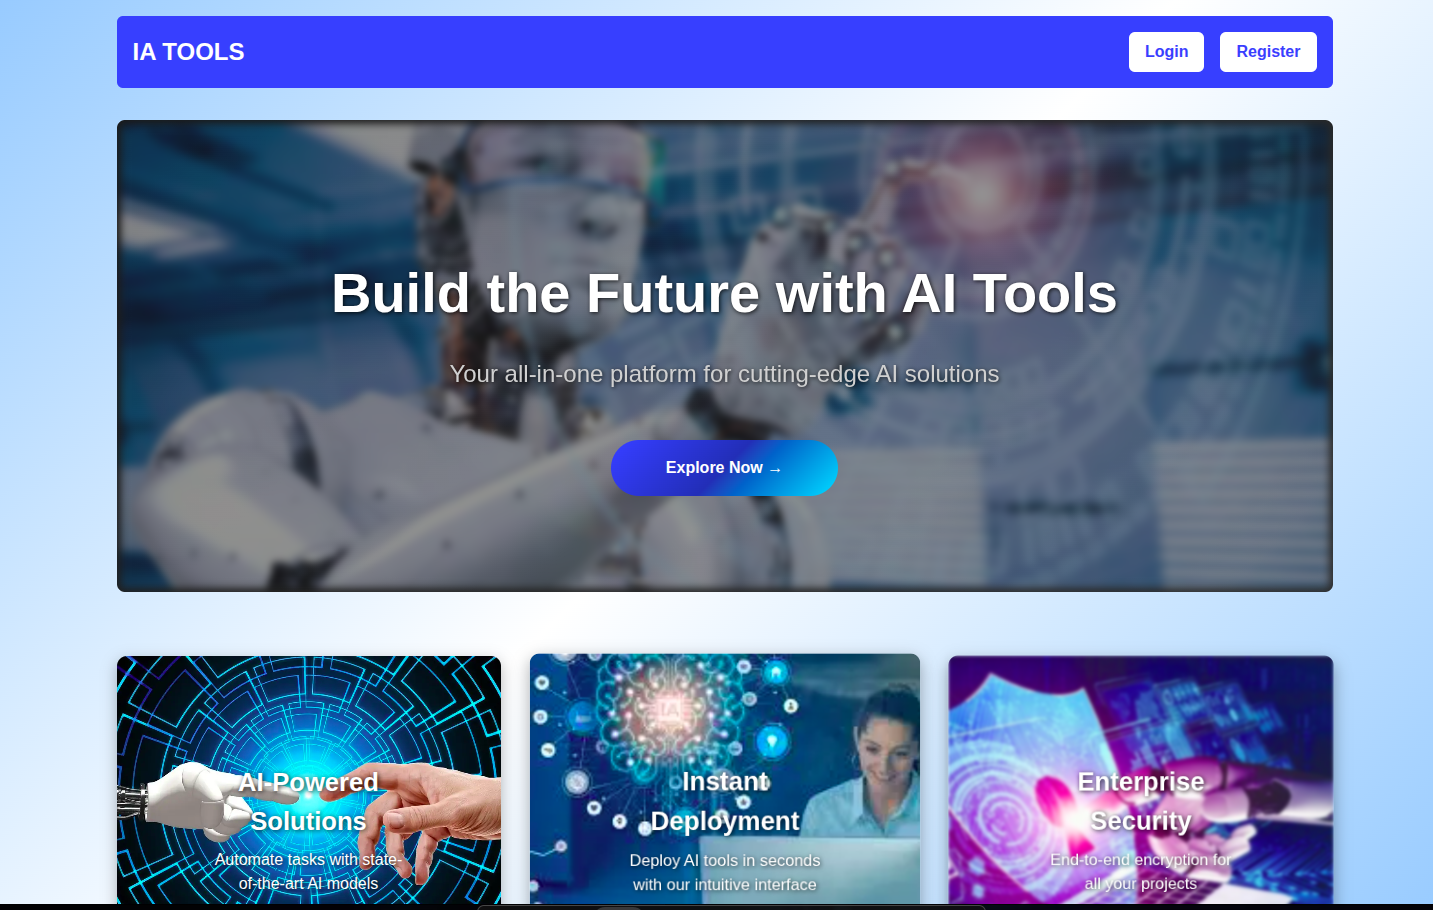 IA TOOLS
Login
Register
Build the Future with AI Tools
Your all-in-one platform for cutting-edge AI solutions
Explore Now →
AI-Powered
Solutions
Automate tasks with state-
of-the-art AI models
IA
Instant
Deployment
Deploy AI tools in seconds
with our intuitive interface
Enterprise
Security
End-to-end encryption for
all your projects